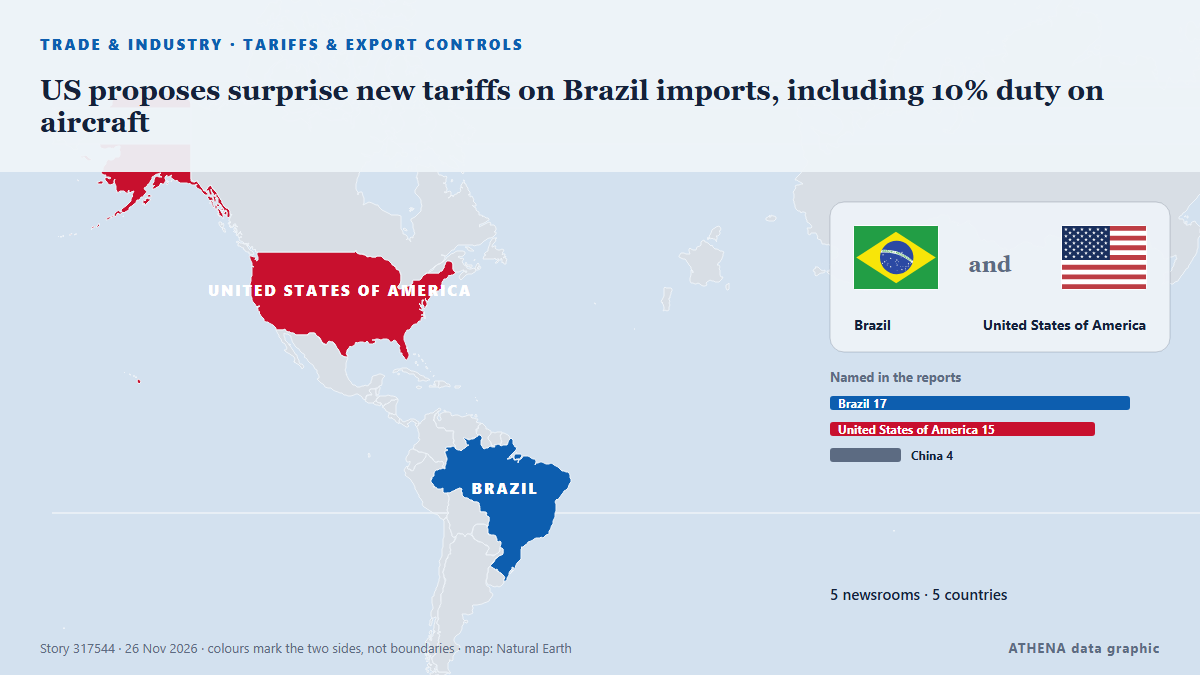 TRADE & INDUSTRY · TARIFFS & EXPORT CONTROLS
US proposes surprise new tariffs on Brazil imports, including 10% duty on
aircraft
UNITED STATES OF AMERICA
BRAZIL
and
Brazil
United States of America
Named in the reports
Brazil 17
United States of America 15
China 4
5 newsrooms · 5 countries
Story 317544 · 26 Nov 2026 · colours mark the two sides, not boundaries · map: Natural Earth
ATHENA data graphic